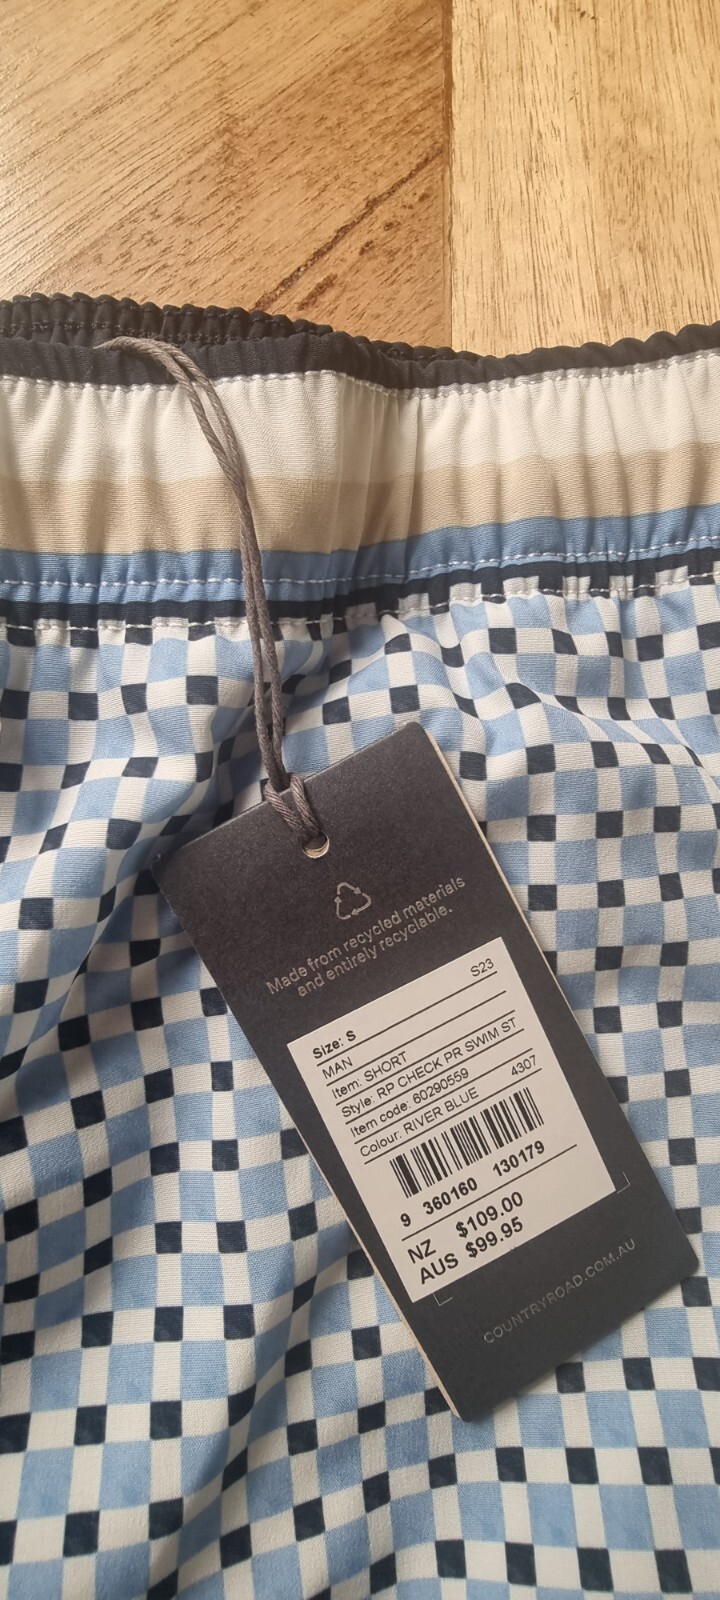 Made from recycled materials
and entirely recyclable.
S23
Size: S
MAN
Item: SHORT
Style: RP CHECK PR SWIM ST
Item code: 60290559
Colour: RIVER BLUE 4307
9 360160 130179
NZ $109.00
AUS $99.95
COUNTRYROAD.COM.AU